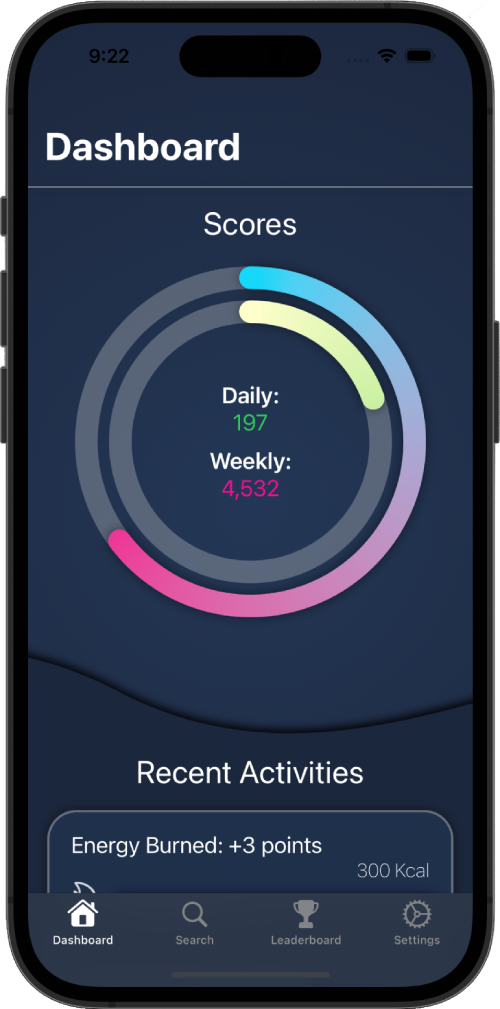 9:22
Dashboard
Scores
Daily:
197
Weekly:
4,532
Recent Activities
Energy Burned: +3 points
300 Kcal
Dashboard
Search
Leaderboard
Settings